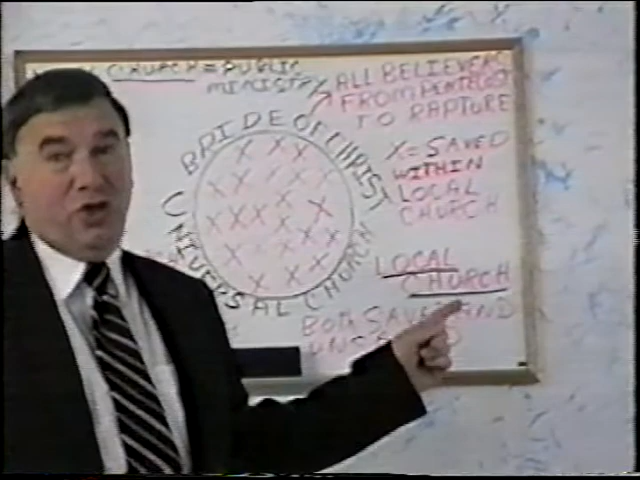 CHURCH = PUBLIC
MINISTRY
ALL BELIEVERS
FROM PENTECOST
TO RAPTURE
BRIDE OF CHRIST
UNIVERSAL CHURCH
X X X
X X X X X
X X X X X
X X X X X
X X X
X = SAVED
WITHIN
LOCAL
CHURCH
LOCAL
CHURCH
BOTH SAVED AND